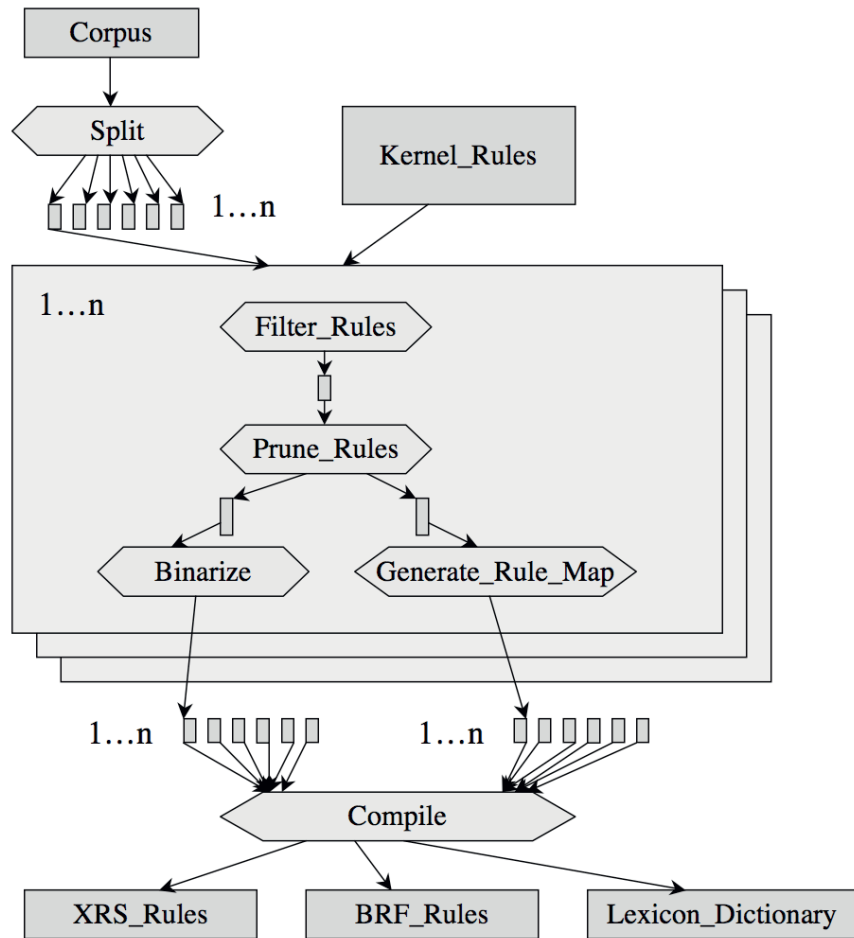 Corpus
Split
Kernel_Rules
1…n
1…n
Filter_Rules
Prune_Rules
Binarize
Generate_Rule_Map
1…n
1…n
Compile
XRS_Rules
BRF_Rules
Lexicon_Dictionary